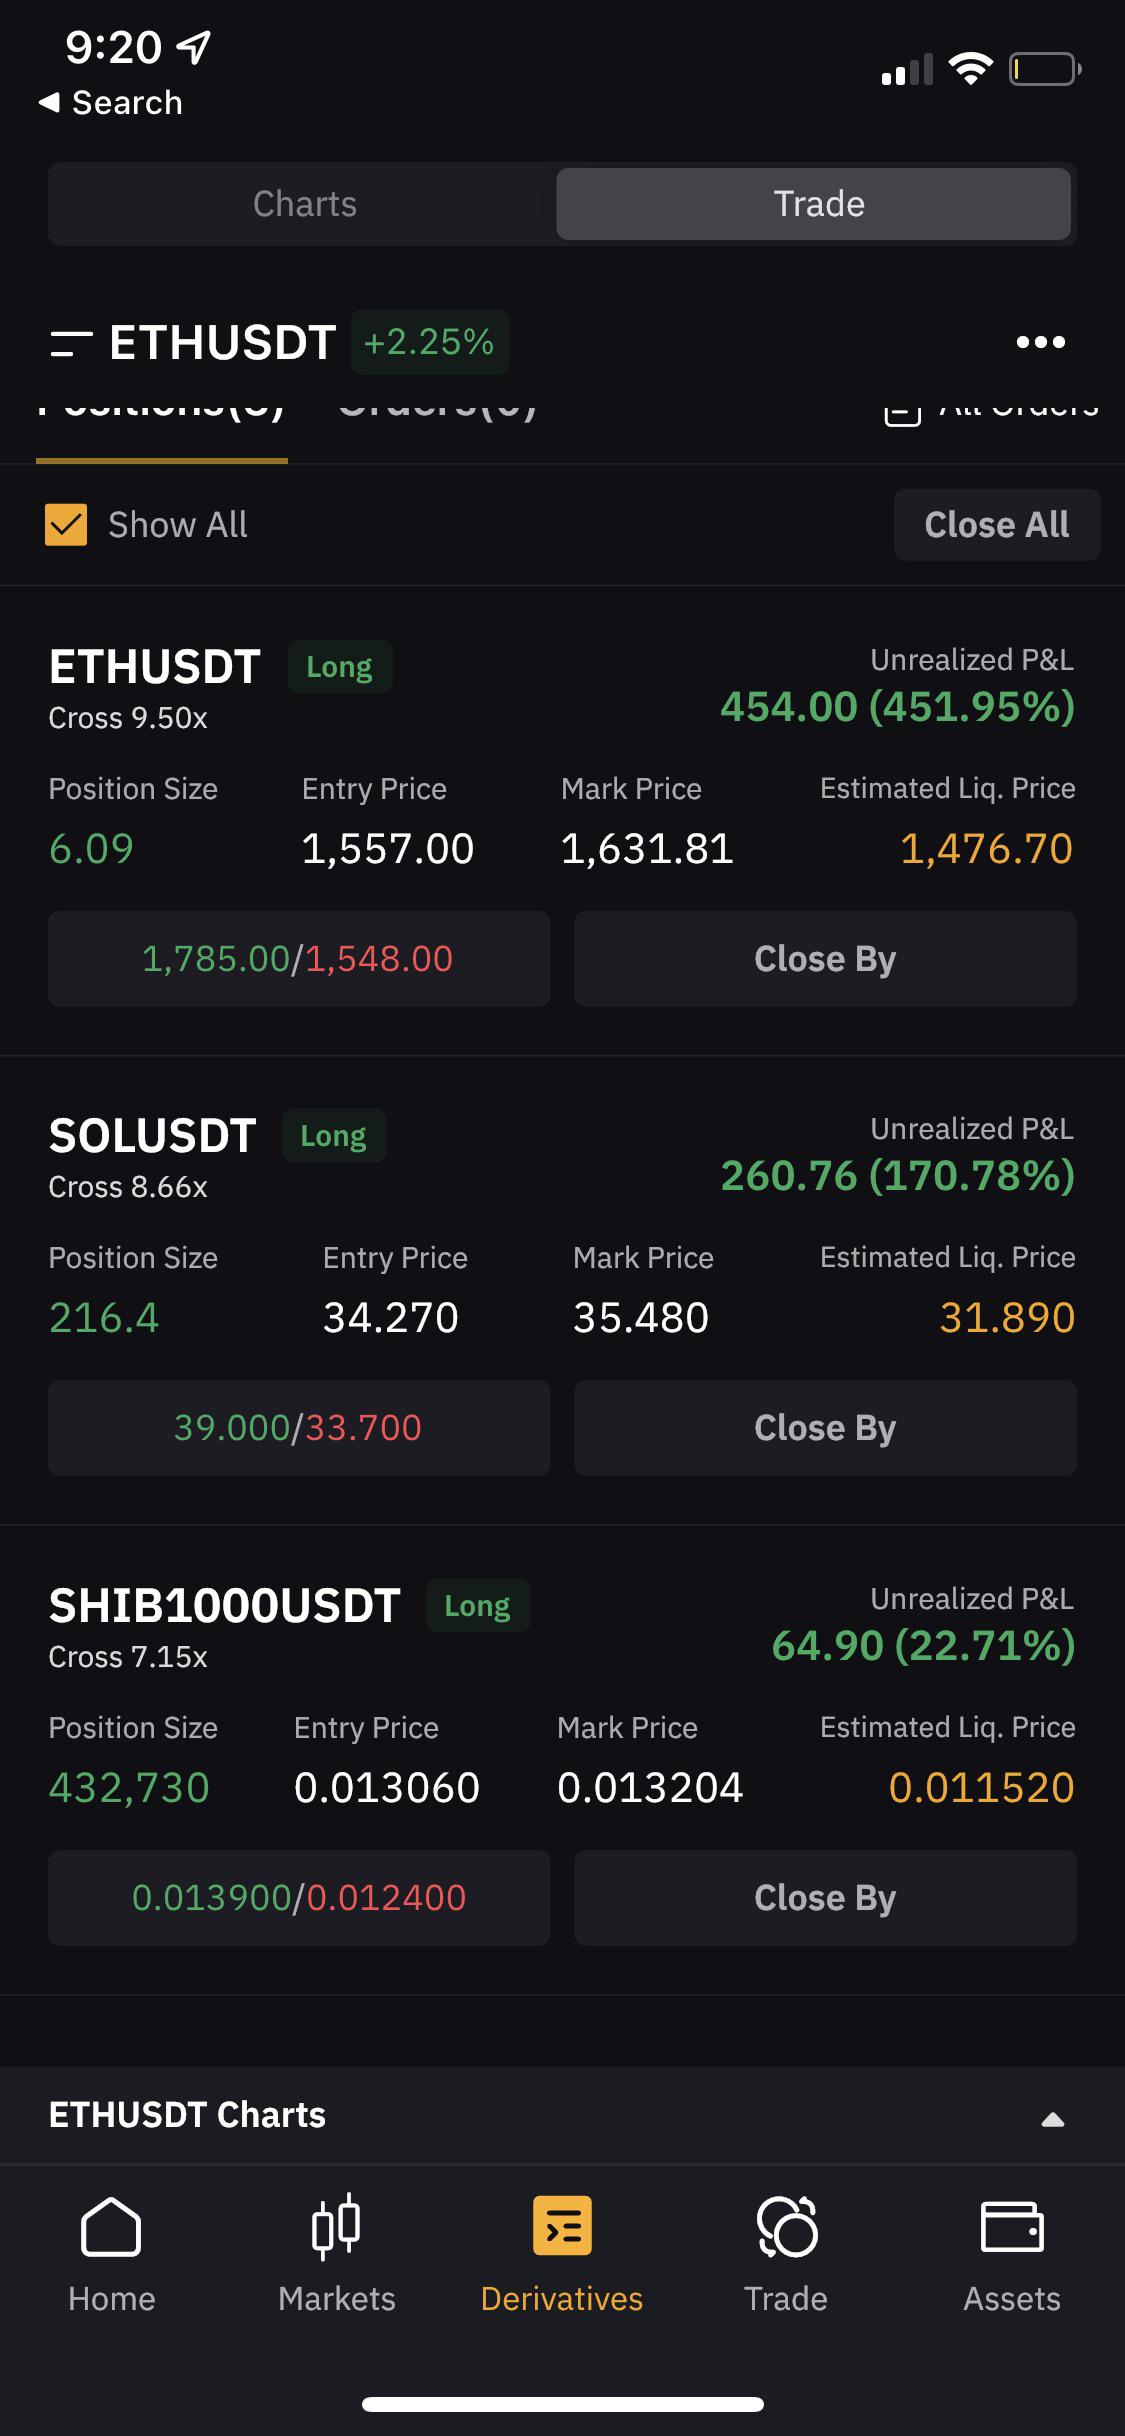 9:20
Search
Charts
Trade
ETHUSDT +2.25%
Positions(3) All Orders
Show All
Close All
ETHUSDT Long
Unrealized P&L
Cross 9.50x
454.00 (451.95%)
Position Size Entry Price Mark Price Estimated Liq. Price
6.09 1,557.00 1,631.81 1,476.70
1,785.00/1,548.00 Close By
SOLUSDT Long
Unrealized P&L
Cross 8.66x
260.76 (170.78%)
Position Size Entry Price Mark Price Estimated Liq. Price
216.4 34.270 35.480 31.890
39.000/33.700 Close By
SHIB1000USDT Long
Unrealized P&L
Cross 7.15x
64.90 (22.71%)
Position Size Entry Price Mark Price Estimated Liq. Price
432,730 0.013060 0.013204 0.011520
0.013900/0.012400 Close By
ETHUSDT Charts
Home Markets Derivatives Trade Assets